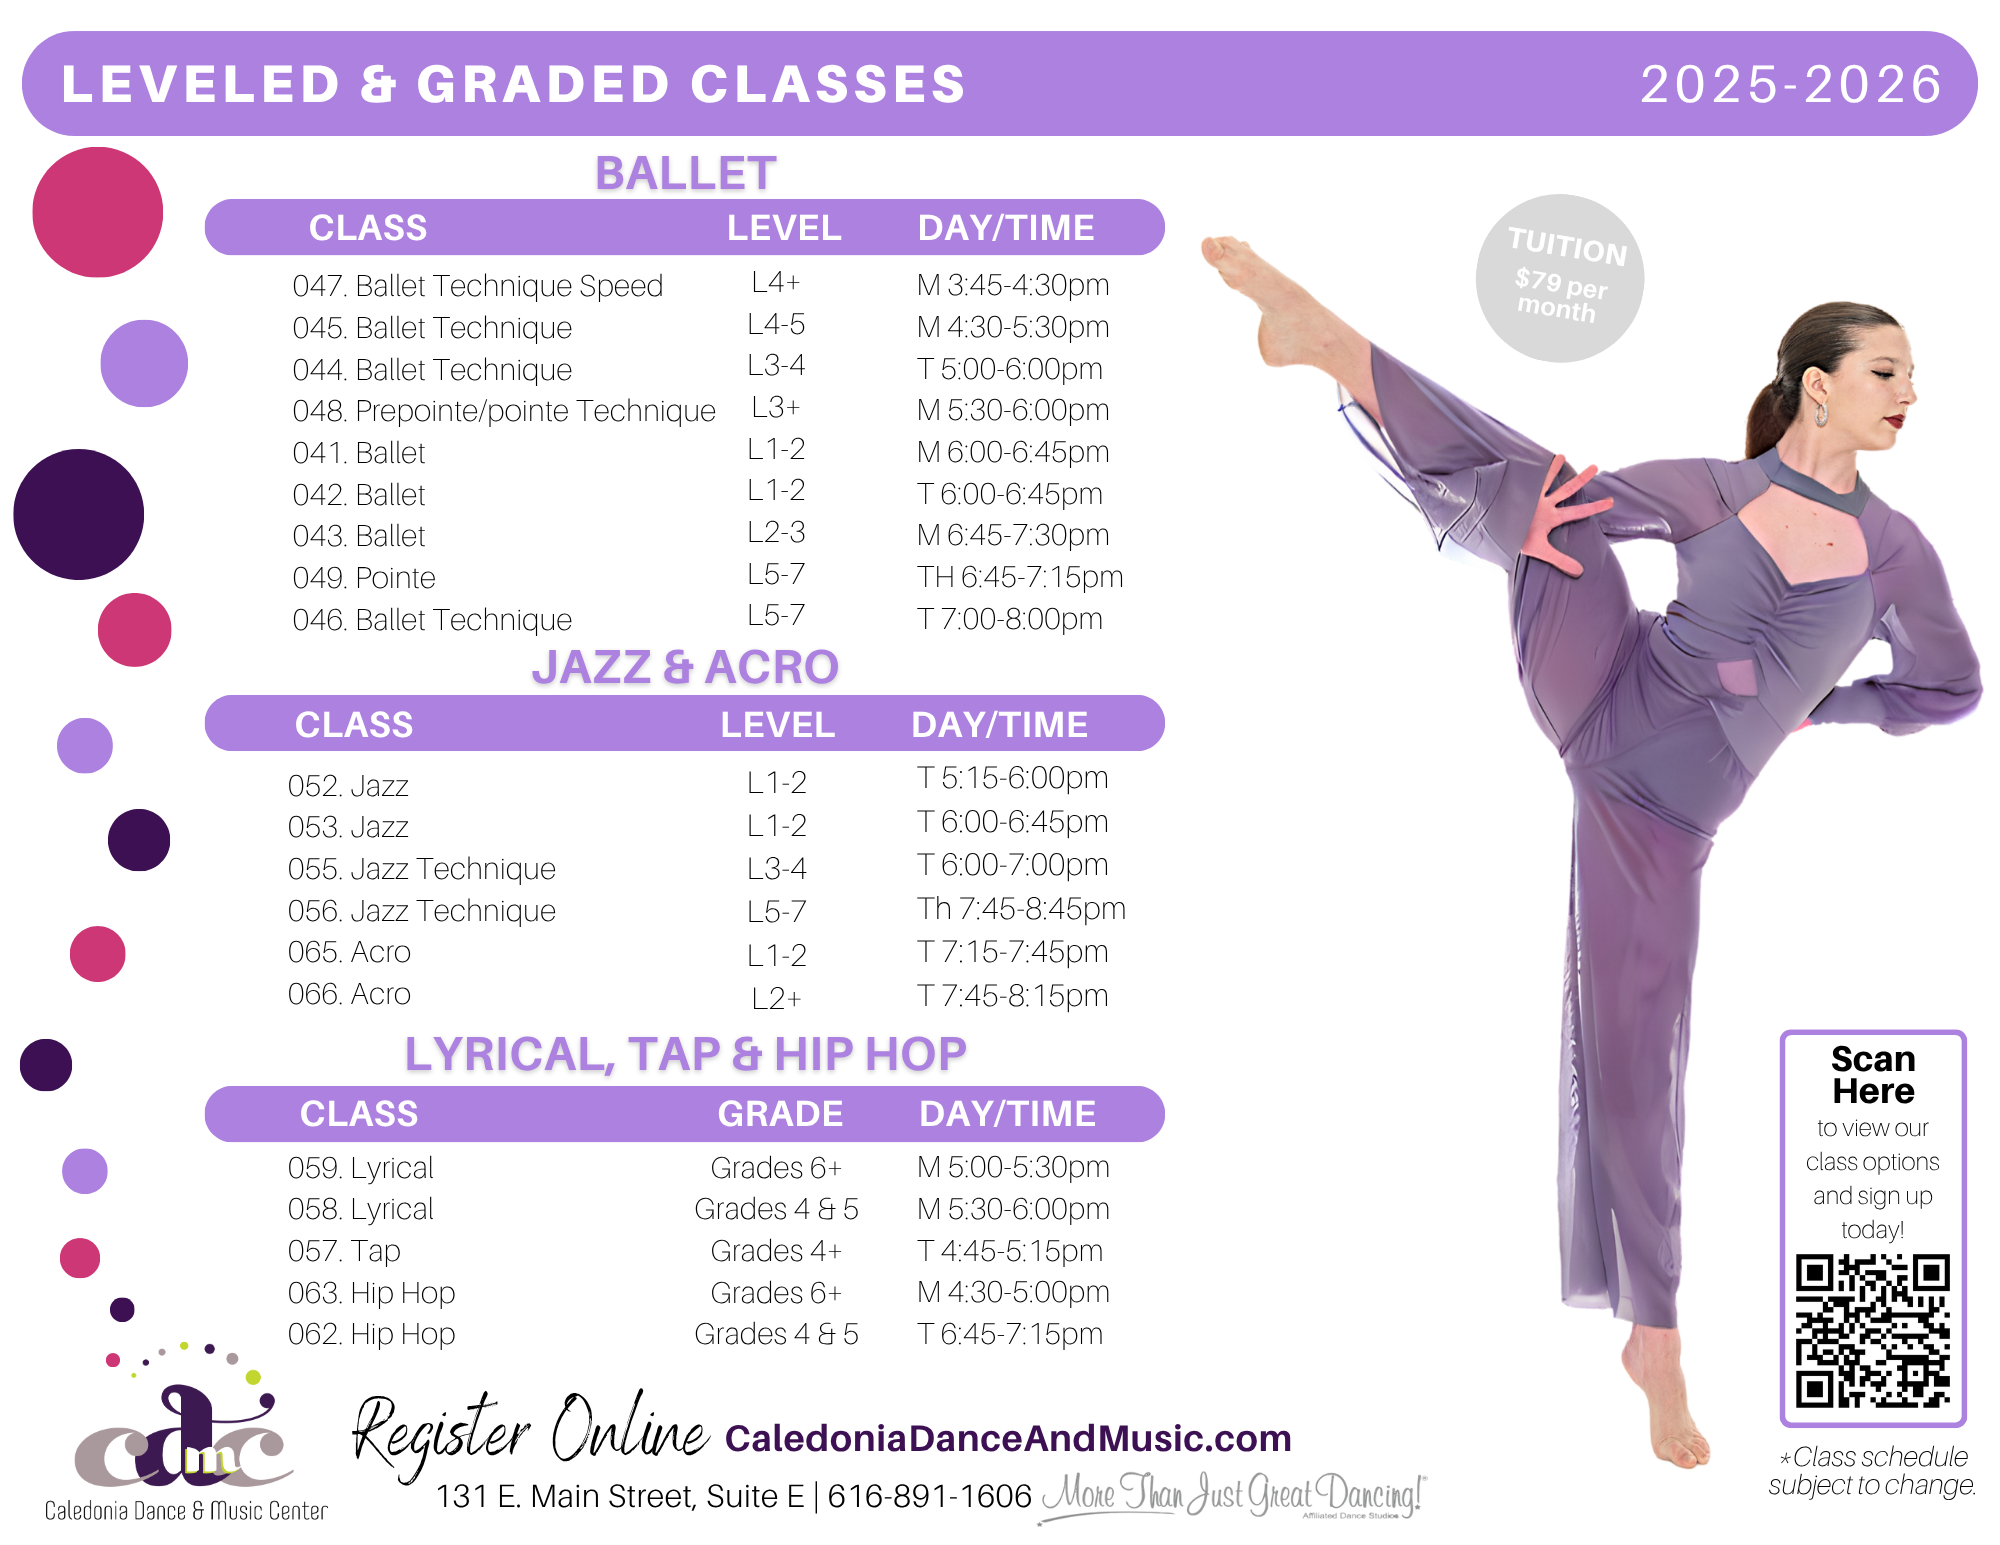 LEVELED & GRADED CLASSES 2025-2026
BALLET
CLASS LEVEL DAY/TIME
047. Ballet Technique Speed L4+ M 3:45-4:30pm
045. Ballet Technique L4-5 M 4:30-5:30pm
044. Ballet Technique L3-4 T 5:00-6:00pm
048. Prepointe/pointe Technique L3+ M 5:30-6:00pm
041. Ballet L1-2 M 6:00-6:45pm
042. Ballet L1-2 T 6:00-6:45pm
043. Ballet L2-3 M 6:45-7:30pm
049. Pointe L5-7 TH 6:45-7:15pm
046. Ballet Technique L5-7 T 7:00-8:00pm
JAZZ & ACRO
CLASS LEVEL DAY/TIME
052. Jazz L1-2 T 5:15-6:00pm
053. Jazz L1-2 T 6:00-6:45pm
055. Jazz Technique L3-4 T 6:00-7:00pm
056. Jazz Technique L5-7 Th 7:45-8:45pm
065. Acro L1-2 T 7:15-7:45pm
066. Acro L2+ T 7:45-8:15pm
LYRICAL, TAP & HIP HOP
CLASS GRADE DAY/TIME
059. Lyrical Grades 6+ M 5:00-5:30pm
058. Lyrical Grades 4 & 5 M 5:30-6:00pm
057. Tap Grades 4+ T 4:45-5:15pm
063. Hip Hop Grades 6+ M 4:30-5:00pm
062. Hip Hop Grades 4 & 5 T 6:45-7:15pm
TUITION
$79 per
month
Scan
Here
to view our
class options
and sign up
today!
*Class schedule
subject to change.
cdmc
Caledonia Dance & Music Center
Register Online CaledoniaDanceAndMusic.com
131 E. Main Street, Suite E | 616-891-1606
More Than Just Great Dancing!
Affiliated Dance Studios